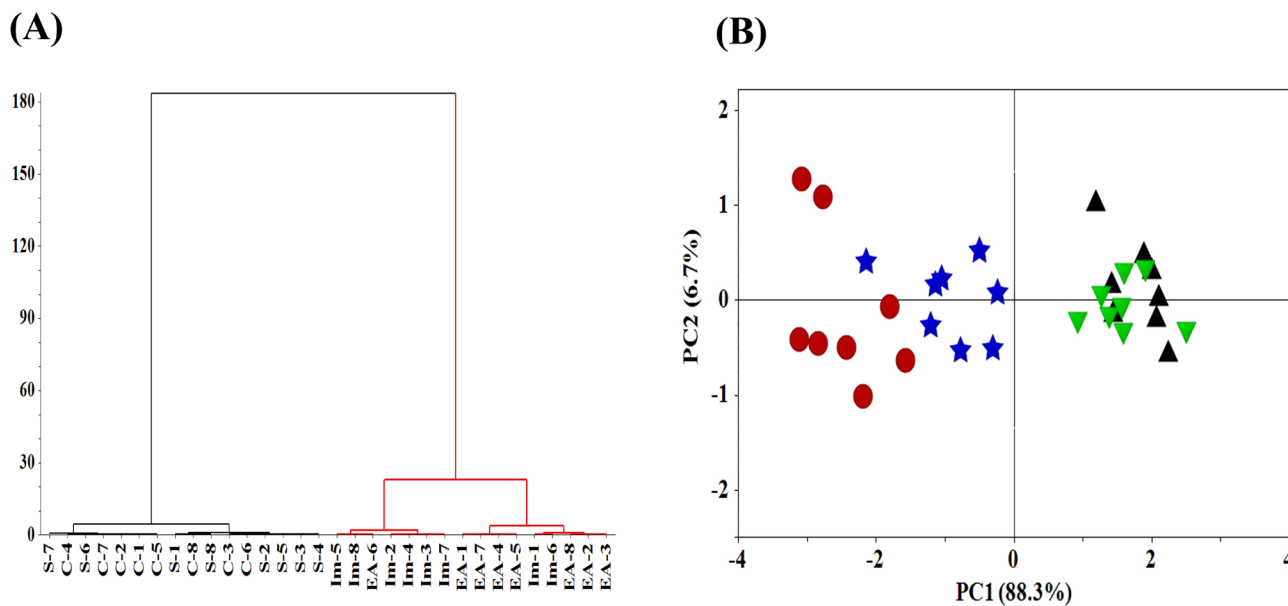 (A)
(B)
180
150
120
90
60
30
0
S-7
C-4
S-6
C-7
C-2
C-1
C-5
S-1
C-8
S-8
C-3
C-6
S-2
S-5
S-3
S-4
Im-5
Im-8
EA-6
Im-2
Im-4
Im-3
Im-7
EA-1
EA-7
EA-4
EA-5
Im-1
Im-6
EA-8
EA-2
EA-3
PC2 (6.7%)
2
1
0
-1
-2
-4
-2
0
2
4
PC1 (88.3%)